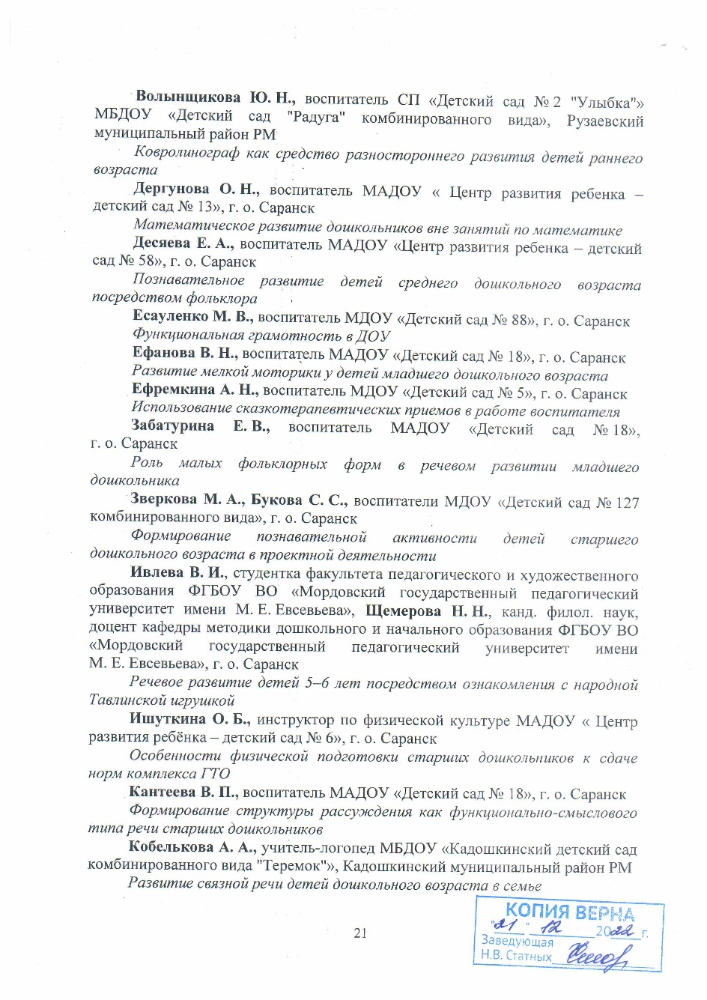 Волынщикова Ю. Н., воспитатель СП «Детский сад № 2 "Улыбка"»
МБДОУ «Детский сад "Радуга" комбинированного вида», Рузаевский
муниципальный район РМ
Ковролинограф как средство разностороннего развития детей раннего
возраста
Дергунова О. Н., воспитатель МАДОУ « Центр развития ребенка –
детский сад № 13», г. о. Саранск
Математическое развитие дошкольников вне занятий по математике
Десяева Е. А., воспитатель МАДОУ «Центр развития ребенка – детский
сад № 58», г. о. Саранск
Познавательное развитие детей среднего дошкольного возраста
посредством фольклора
Есауленко М. В., воспитатель МДОУ «Детский сад № 88», г. о. Саранск
Функциональная грамотность в ДОУ
Ефанова В. Н., воспитатель МАДОУ «Детский сад № 18», г. о. Саранск
Развитие мелкой моторики у детей младшего дошкольного возраста
Ефремкина А. Н., воспитатель МДОУ «Детский сад № 5», г. о. Саранск
Использование сказкотерапевтических приемов в работе воспитателя
Забатурина Е. В., воспитатель МАДОУ «Детский сад № 18»,
г. о. Саранск
Роль малых фольклорных форм в речевом развитии младшего
дошкольника
Зверкова М. А., Букова С. С., воспитатели МДОУ «Детский сад № 127
комбинированного вида», г. о. Саранск
Формирование познавательной активности детей старшего
дошкольного возраста в проектной деятельности
Ивлева В. И., студентка факультета педагогического и художественного
образования ФГБОУ ВО «Мордовский государственный педагогический
университет имени М. Е. Евсевьева», Щемерова Н. Н., канд. филол. наук,
доцент кафедры методики дошкольного и начального образования ФГБОУ ВО
«Мордовский государственный педагогический университет имени
М. Е. Евсевьева», г. о. Саранск
Речевое развитие детей 5–6 лет посредством ознакомления с народной
Тавлинской игрушкой
Ишуткина О. Б., инструктор по физической культуре МАДОУ « Центр
развития ребёнка – детский сад № 6», г. о. Саранск
Особенности физической подготовки старших дошкольников к сдаче
норм комплекса ГТО
Кантеева В. П., воспитатель МАДОУ «Детский сад № 18», г. о. Саранск
Формирование структуры рассуждения как функционально-смыслового
типа речи старших дошкольников
Кобелькова А. А., учитель-логопед МБДОУ «Кадошкинский детский сад
комбинированного вида "Теремок"», Кадошкинский муниципальный район РМ
Развитие связной речи детей дошкольного возраста в семье
21
КОПИЯ ВЕРНА
"21" 12 2022 г.
Заведующая
Н.В. Статных